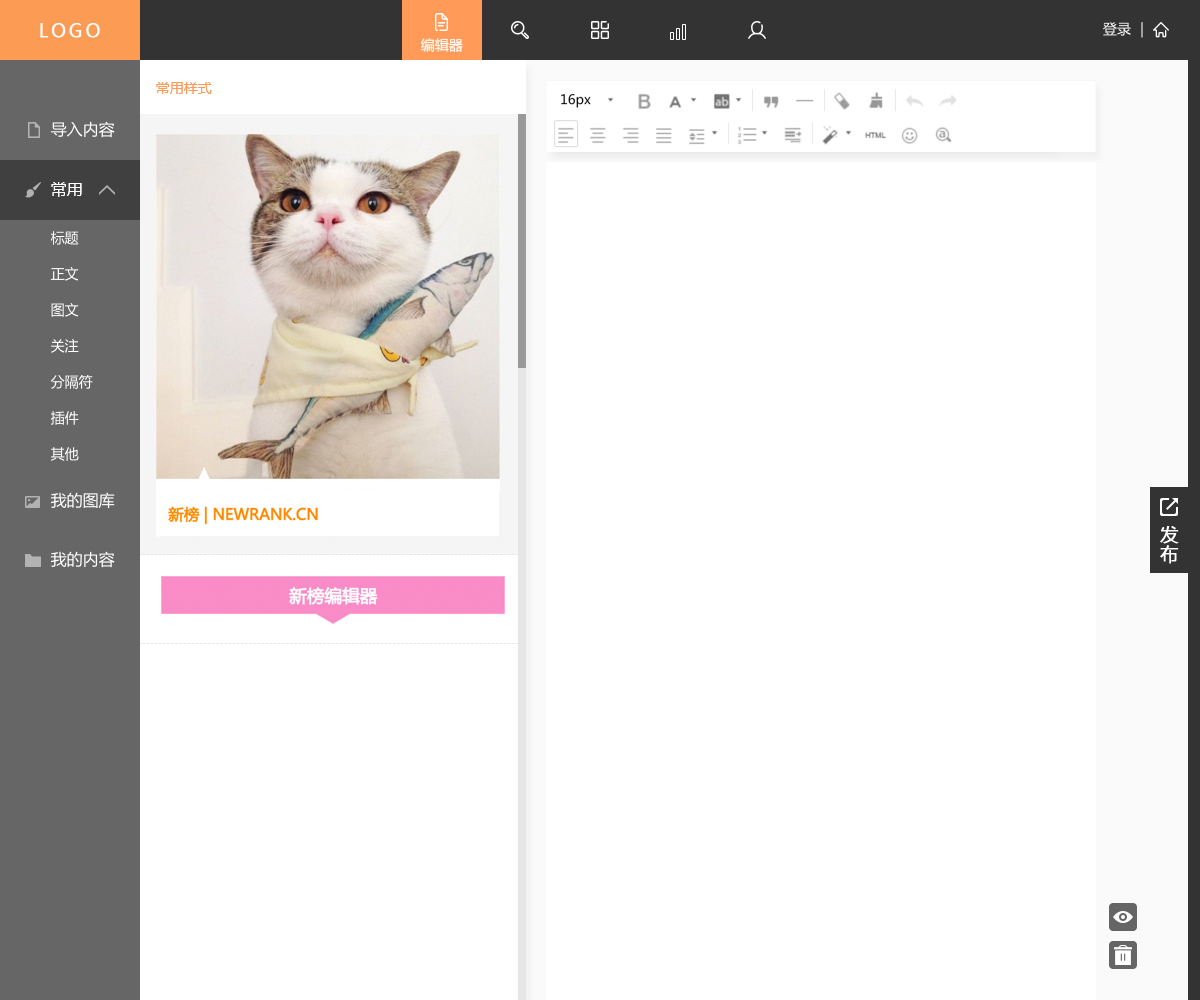 LOGO
编辑器
登录 |
导入内容
常用
标题
正文
图文
关注
分隔符
插件
其他
我的图库
我的内容
常用样式
新榜 | NEWRANK.CN
新榜编辑器
16px
B
A
ab
HTML
a
发布